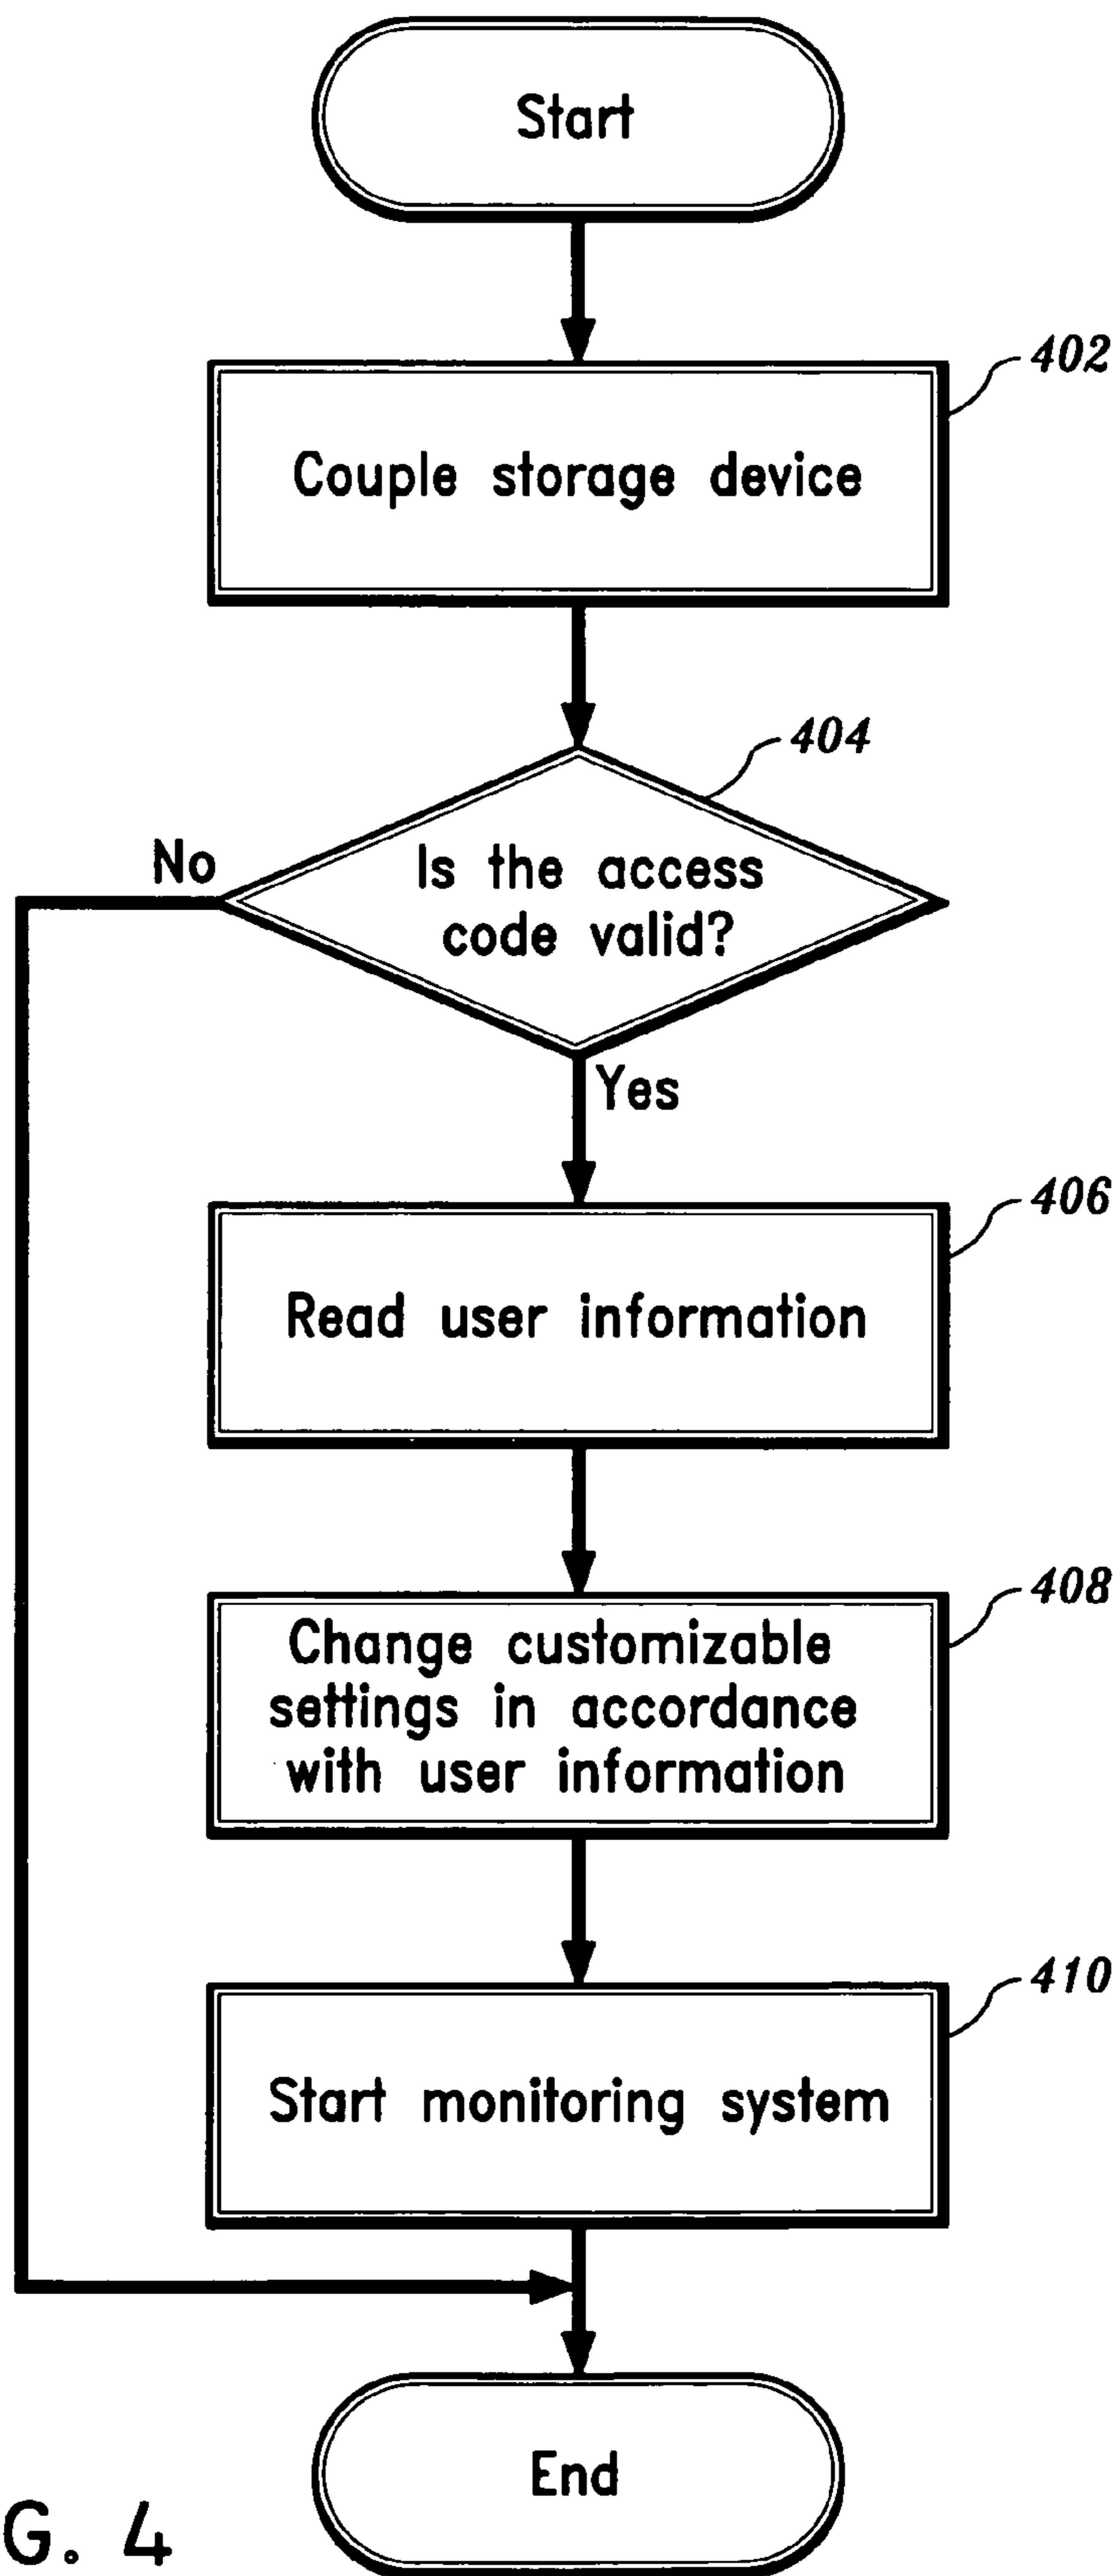 Start
402
Couple storage device
404
No
Is the access
code valid?
Yes
406
Read user information
408
Change customizable
settings in accordance
with user information
410
Start monitoring system
End
G. 4